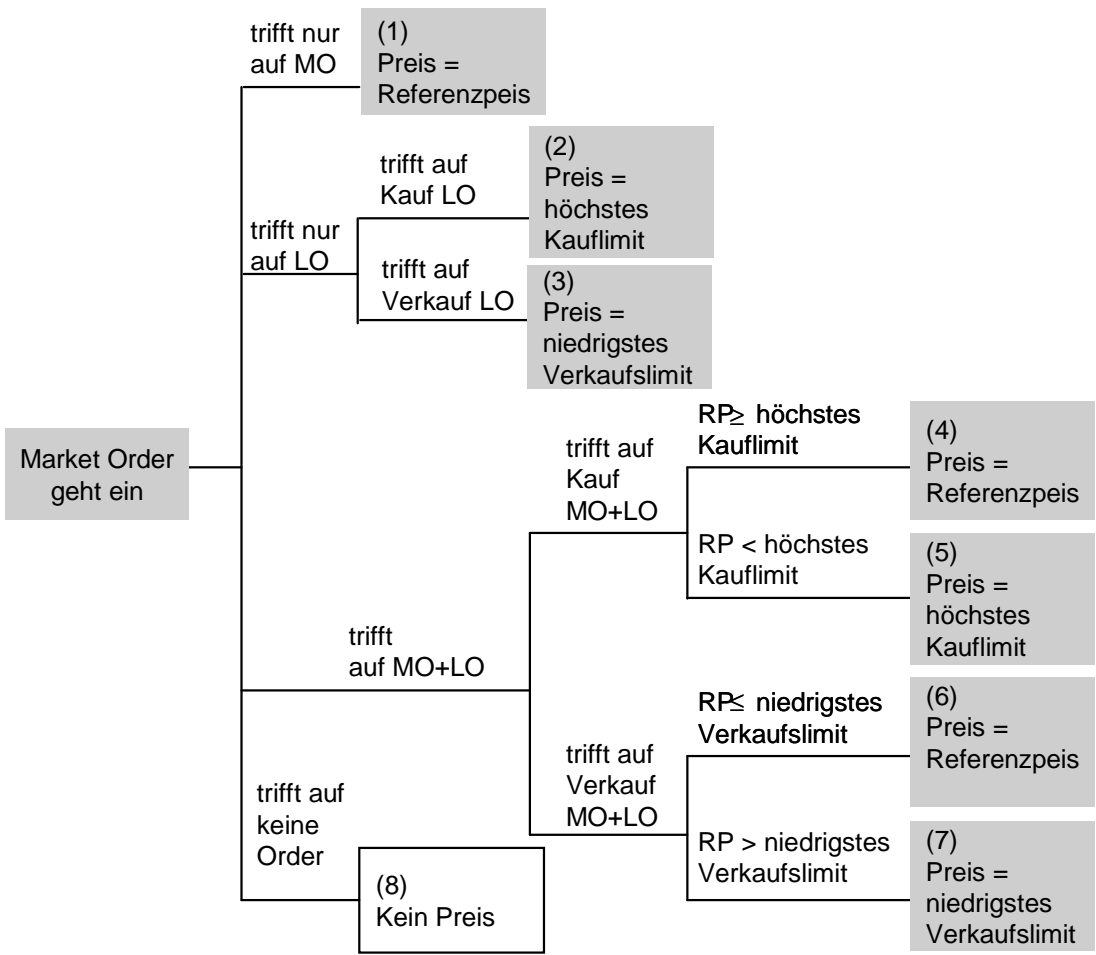 trifft nur
auf MO
(1)
Preis =
Referenzpeis
trifft nur
auf LO
trifft auf
Kauf LO
(2)
Preis =
höchstes
Kauflimit
trifft auf
Verkauf LO
(3)
Preis =
niedrigstes
Verkaufslimit
Market Order
geht ein
trifft
auf MO+LO
trifft auf
Kauf
MO+LO
RP≥ höchstes
Kauflimit
(4)
Preis =
Referenzpeis
RP < höchstes
Kauflimit
(5)
Preis =
höchstes
Kauflimit
trifft auf
Verkauf
MO+LO
RP≤ niedrigstes
Verkaufslimit
(6)
Preis =
Referenzpeis
RP > niedrigstes
Verkaufslimit
(7)
Preis =
niedrigstes
Verkaufslimit
trifft auf
keine
Order
(8)
Kein Preis